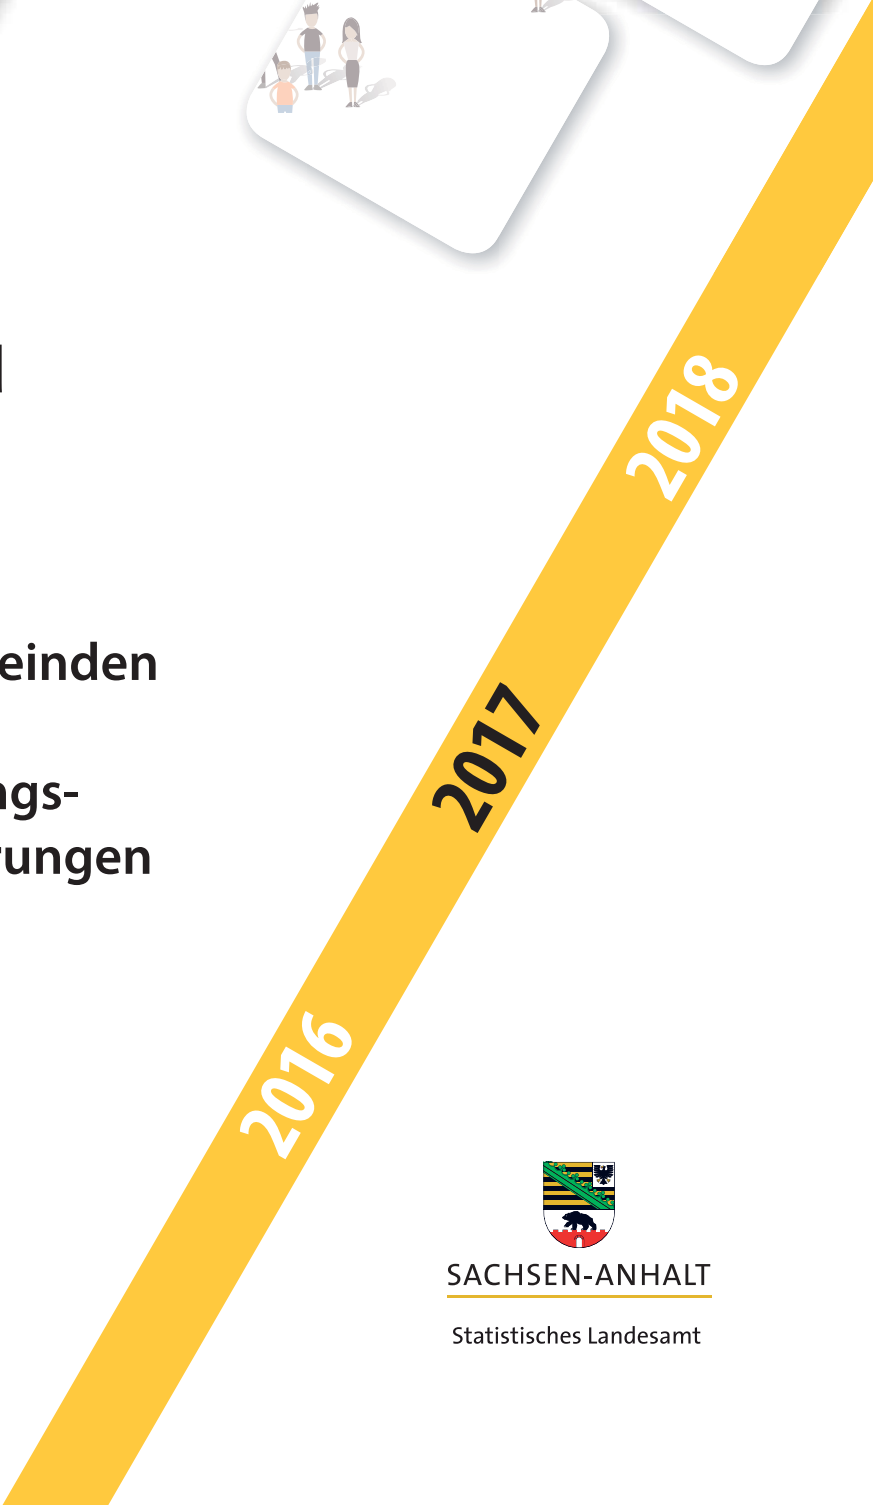 2018
einden
2017
ngs-
rungen
2016
SACHSEN-ANHALT
Statistisches Landesamt